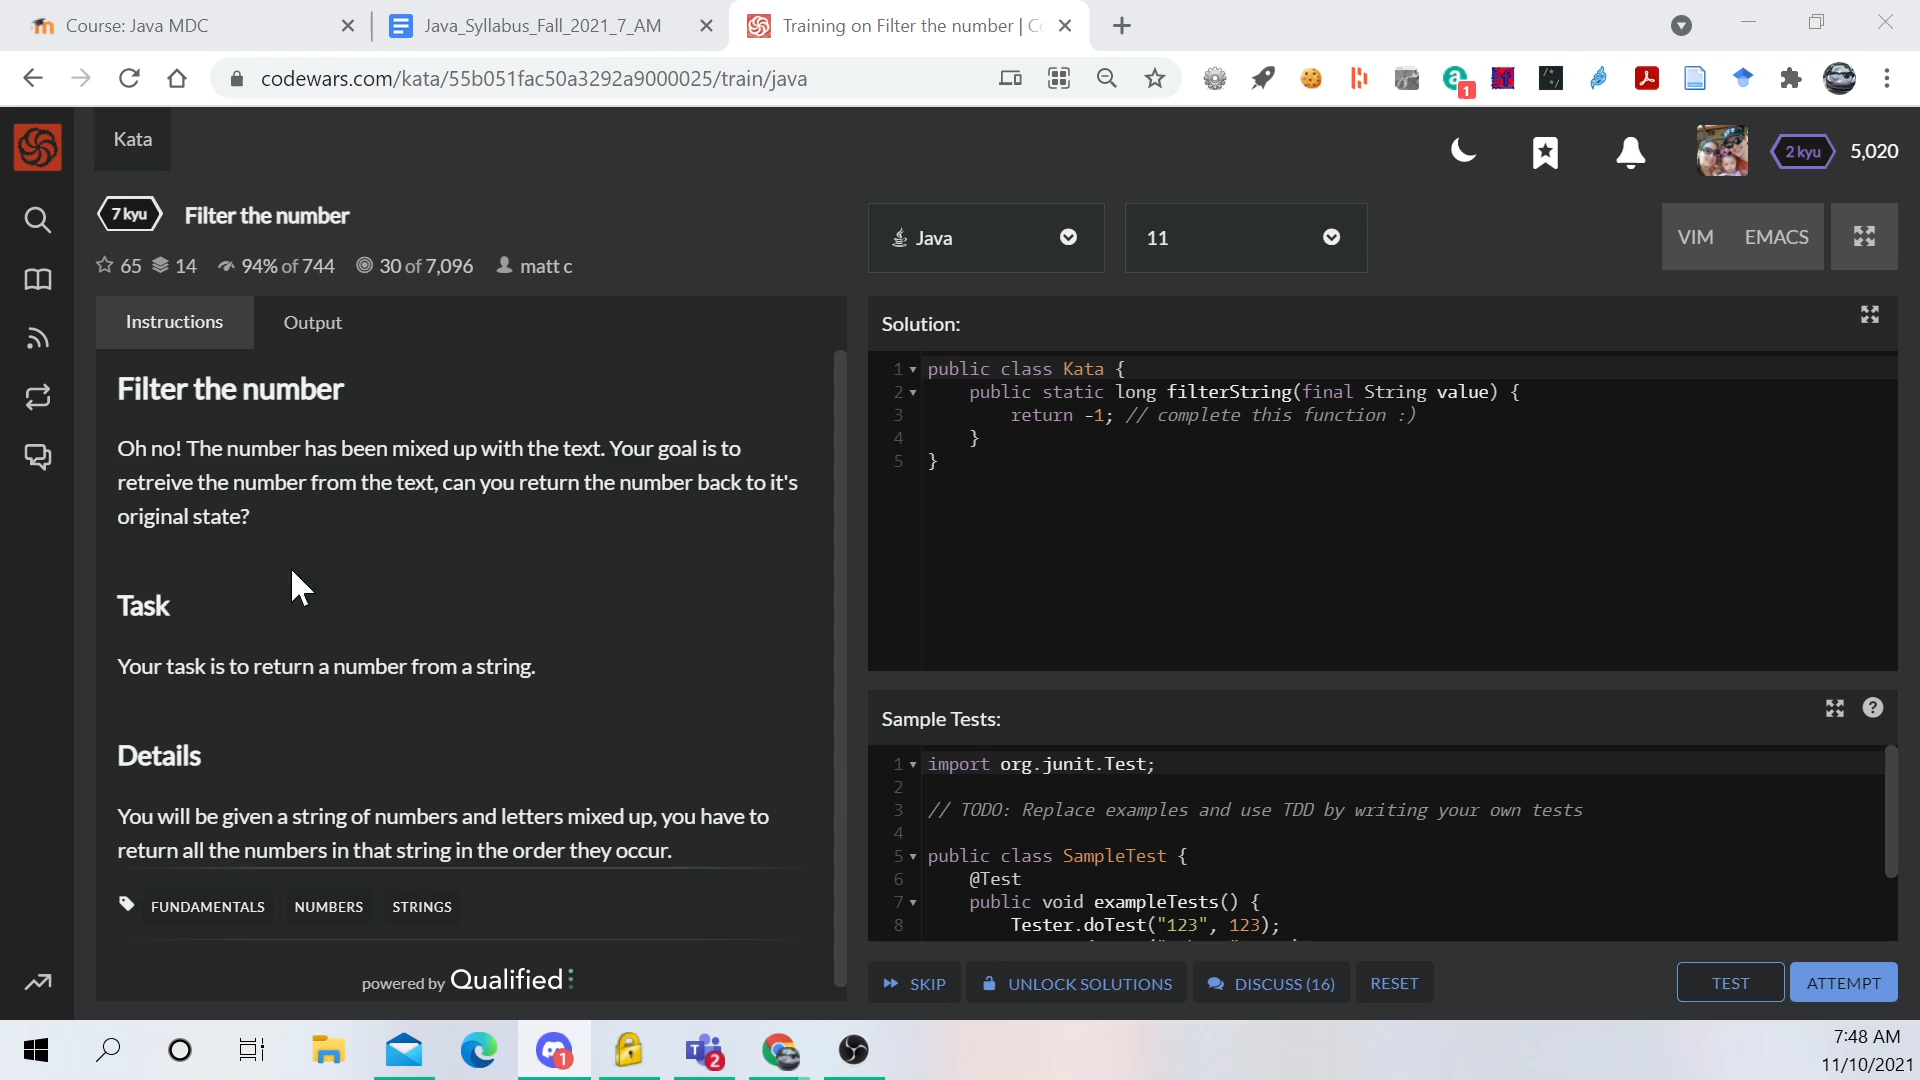 Course: Java MDC
Java_Syllabus_Fall_2021_7_AM
Training on Filter the number | Co
codewars.com/kata/55b051fac50a3292a9000025/train/java
1
Kata
2 kyu
5,020
7 kyu
Filter the number
65 14 94% of 744 30 of 7,096 matt c
Java
11
VIM EMACS
Instructions
Output
Filter the number
Oh no! The number has been mixed up with the text. Your goal is to
retreive the number from the text, can you return the number back to it's
original state?
Task
Your task is to return a number from a string.
Details
You will be given a string of numbers and letters mixed up, you have to
return all the numbers in that string in the order they occur.
FUNDAMENTALS NUMBERS STRINGS
powered by Qualified
Solution:
1 public class Kata {
2 public static long filterString(final String value) {
3 return -1; // complete this function :)
4 }
5 }
Sample Tests:
1 import org.junit.Test;
2
3 // TODO: Replace examples and use TDD by writing your own tests
4
5 public class SampleTest {
6 @Test
7 public void exampleTests() {
8 Tester.doTest("123", 123);
SKIP UNLOCK SOLUTIONS DISCUSS (16) RESET
TEST ATTEMPT
1
2
7:48 AM
11/10/2021